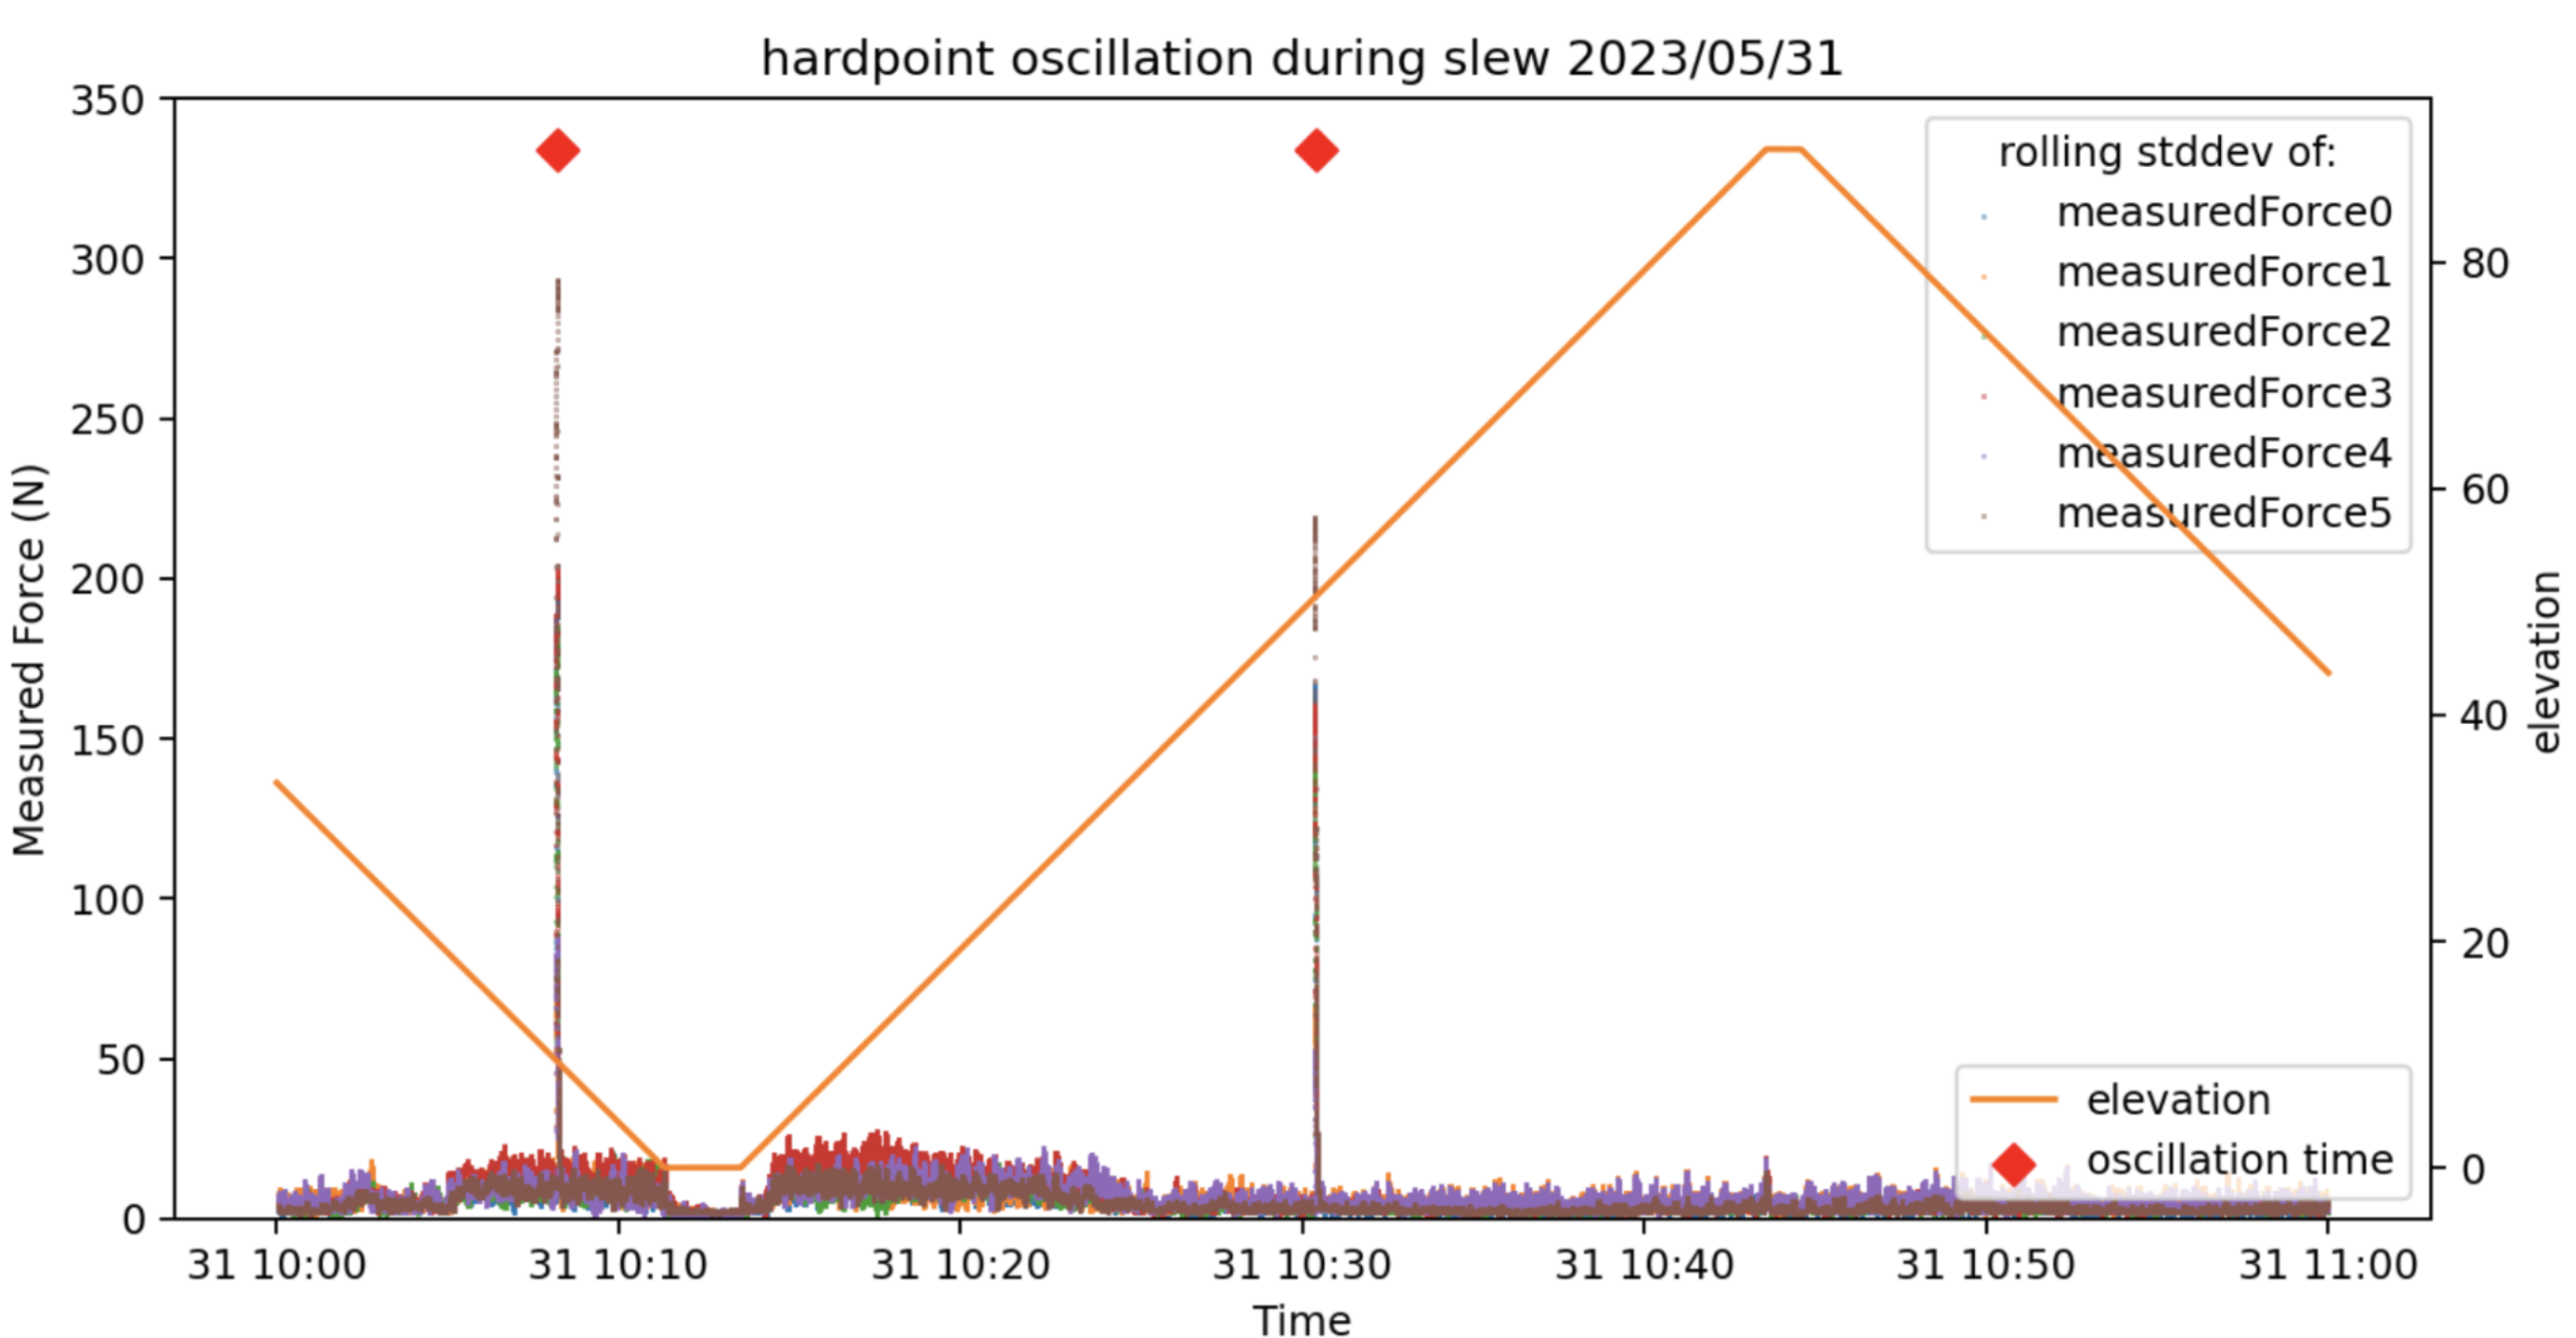 hardpoint oscillation during slew 2023/05/31
350
300
250
200
150
100
50
0
Measured Force (N)
rolling stddev of:
measuredForce0
measuredForce1
measuredForce2
measuredForce3
measuredForce4
measuredForce5
80
60
40
20
0
elevation
elevation
oscillation time
31 10:00
31 10:10
31 10:20
31 10:30
31 10:40
31 10:50
31 11:00
Time